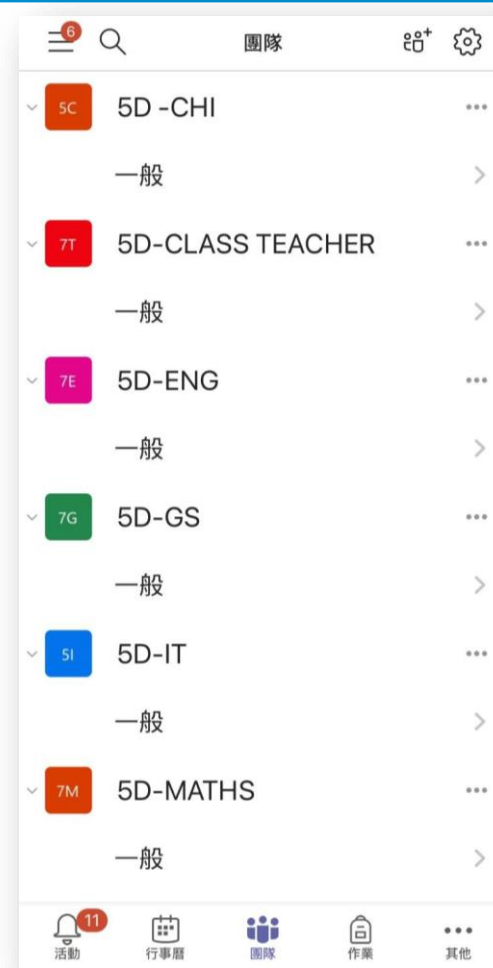 6
團隊
5C 5D -CHI
一般
7T 5D-CLASS TEACHER
一般
7E 5D-ENG
一般
7G 5D-GS
一般
5I 5D-IT
一般
7M 5D-MATHS
一般
11
活動 行事曆 團隊 作業 其他